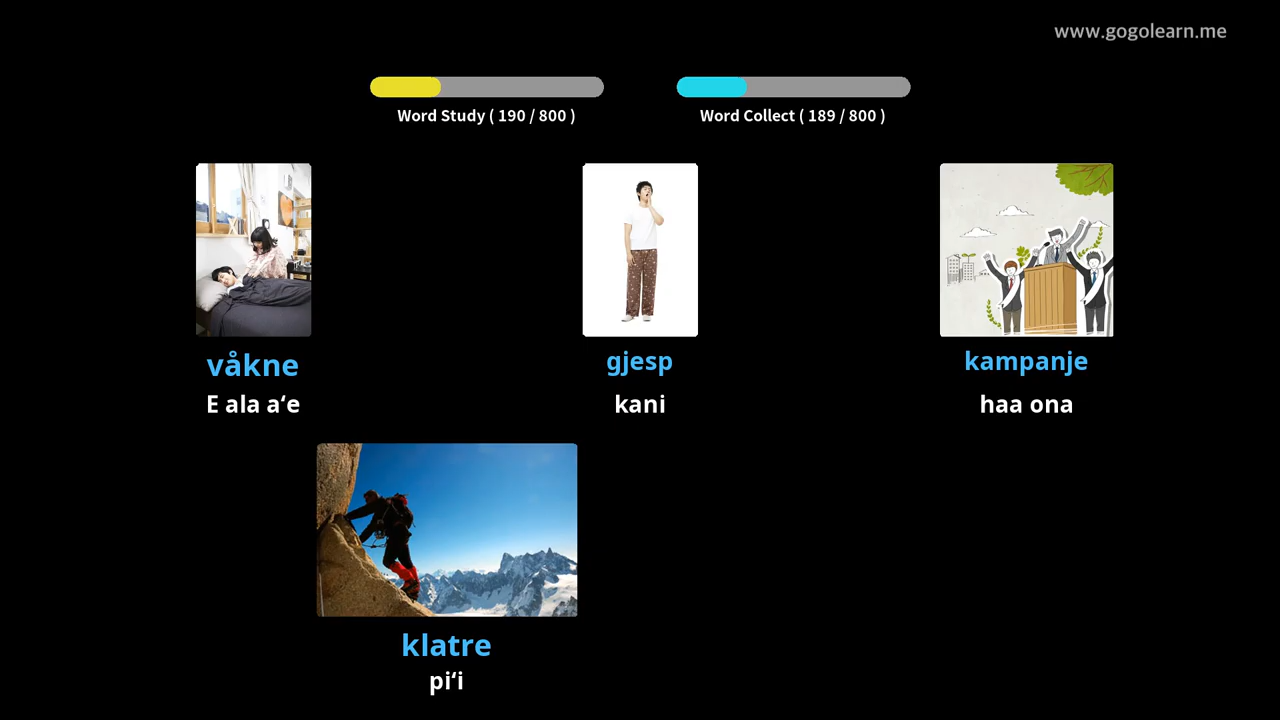 www.gogolearn.me
Word Study ( 190 / 800 )
Word Collect ( 189 / 800 )
våkne
E ala aʻe
gjesp
kani
kampanje
haa ona
klatre
piʻi